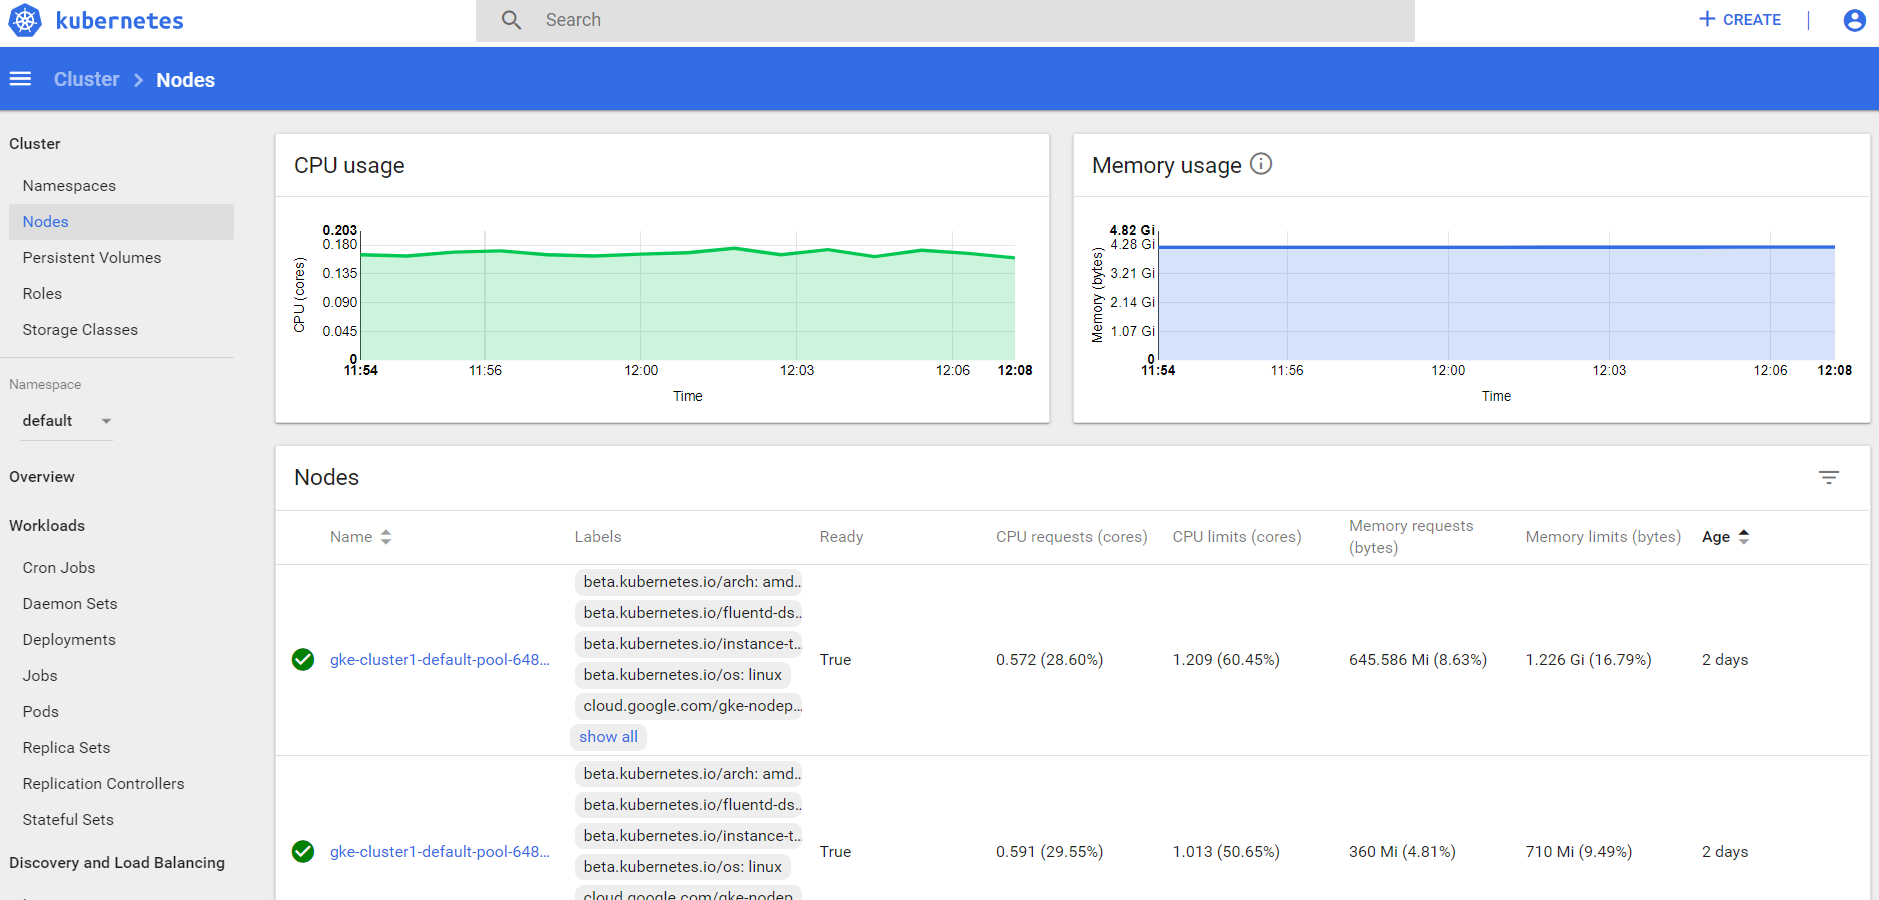 kubernetes
Search
CREATE
Cluster
Nodes
Cluster
Namespaces
Nodes
Persistent Volumes
Roles
Storage Classes
Namespace
default
Overview
Workloads
Cron Jobs
Daemon Sets
Deployments
Jobs
Pods
Replica Sets
Replication Controllers
Stateful Sets
Discovery and Load Balancing
CPU usage
CPU (cores)
0.203
0.180
0.135
0.090
0.045
0
11:54
11:56
12:00
12:03
12:06
12:08
Time
Memory usage
Memory (bytes)
4.82 Gi
4.28 Gi
3.21 Gi
2.14 Gi
1.07 Gi
0
11:54
11:56
12:00
12:03
12:06
12:08
Time
Nodes
Name
Labels
Ready
CPU requests (cores)
CPU limits (cores)
Memory requests
(bytes)
Memory limits (bytes)
Age
gke-cluster1-default-pool-648...
beta.kubernetes.io/arch: amd..
beta.kubernetes.io/fluentd-ds..
beta.kubernetes.io/instance-t..
beta.kubernetes.io/os: linux
cloud.google.com/gke-nodep..
show all
True
0.572 (28.60%)
1.209 (60.45%)
645.586 Mi (8.63%)
1.226 Gi (16.79%)
2 days
gke-cluster1-default-pool-648...
beta.kubernetes.io/arch: amd..
beta.kubernetes.io/fluentd-ds..
beta.kubernetes.io/instance-t..
beta.kubernetes.io/os: linux
cloud.google.com/gke-nodep
True
0.591 (29.55%)
1.013 (50.65%)
360 Mi (4.81%)
710 Mi (9.49%)
2 days